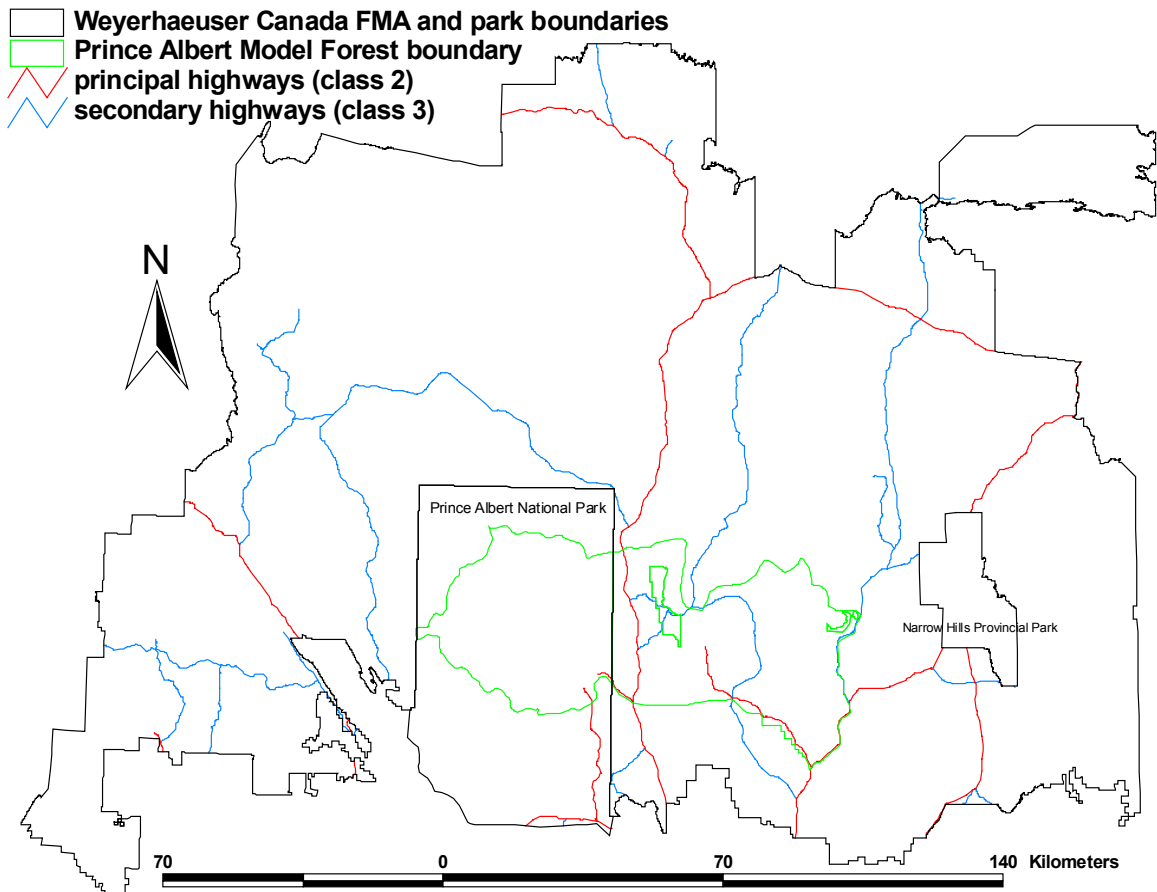 Weyerhaeuser Canada FMA and park boundaries
Prince Albert Model Forest boundary
principal highways (class 2)
secondary highways (class 3)
N
Prince Albert National Park
Narrow Hills Provincial Park
70 0 70 140 Kilometers